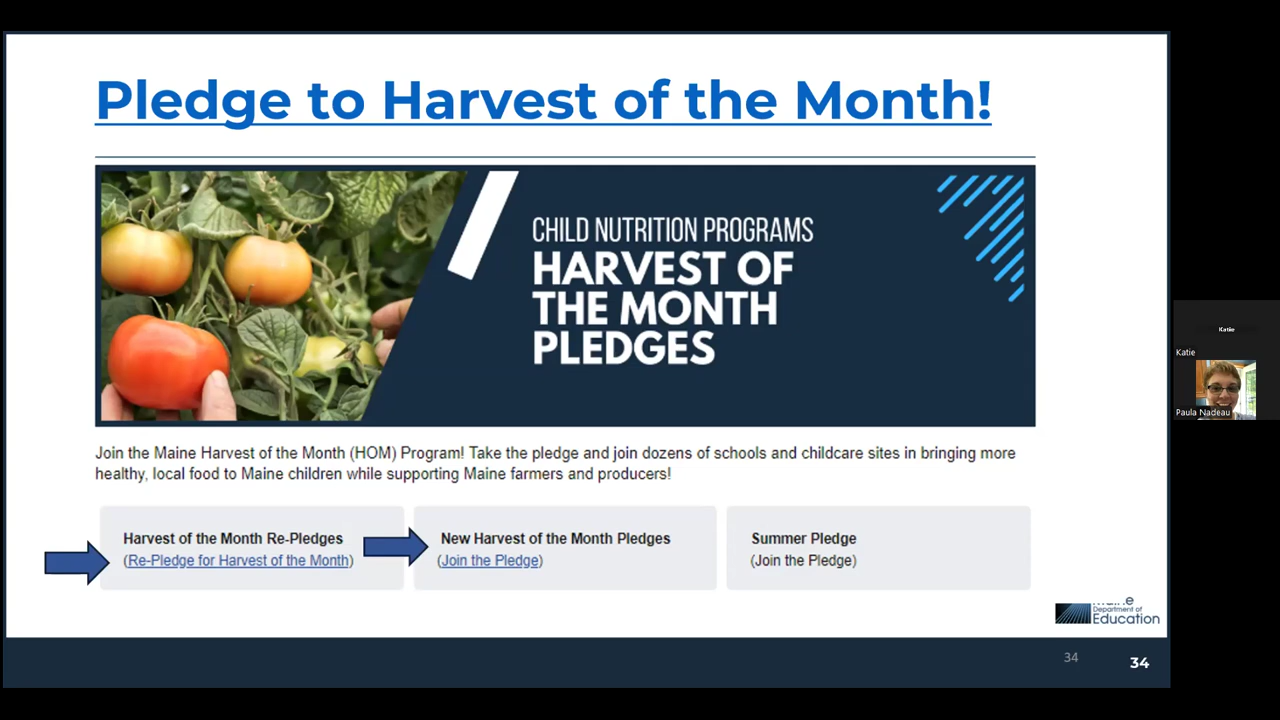 Pledge to Harvest of the Month!
CHILD NUTRITION PROGRAMS
HARVEST OF
THE MONTH
PLEDGES
Join the Maine Harvest of the Month (HOM) Program! Take the pledge and join dozens of schools and childcare sites in bringing more
healthy, local food to Maine children while supporting Maine farmers and producers!
Harvest of the Month Re-Pledges
(Re-Pledge for Harvest of the Month)
New Harvest of the Month Pledges
(Join the Pledge)
Summer Pledge
(Join the Pledge)
Maine
Department of
Education
34
34
Katie
Katie
Paula Nadeau